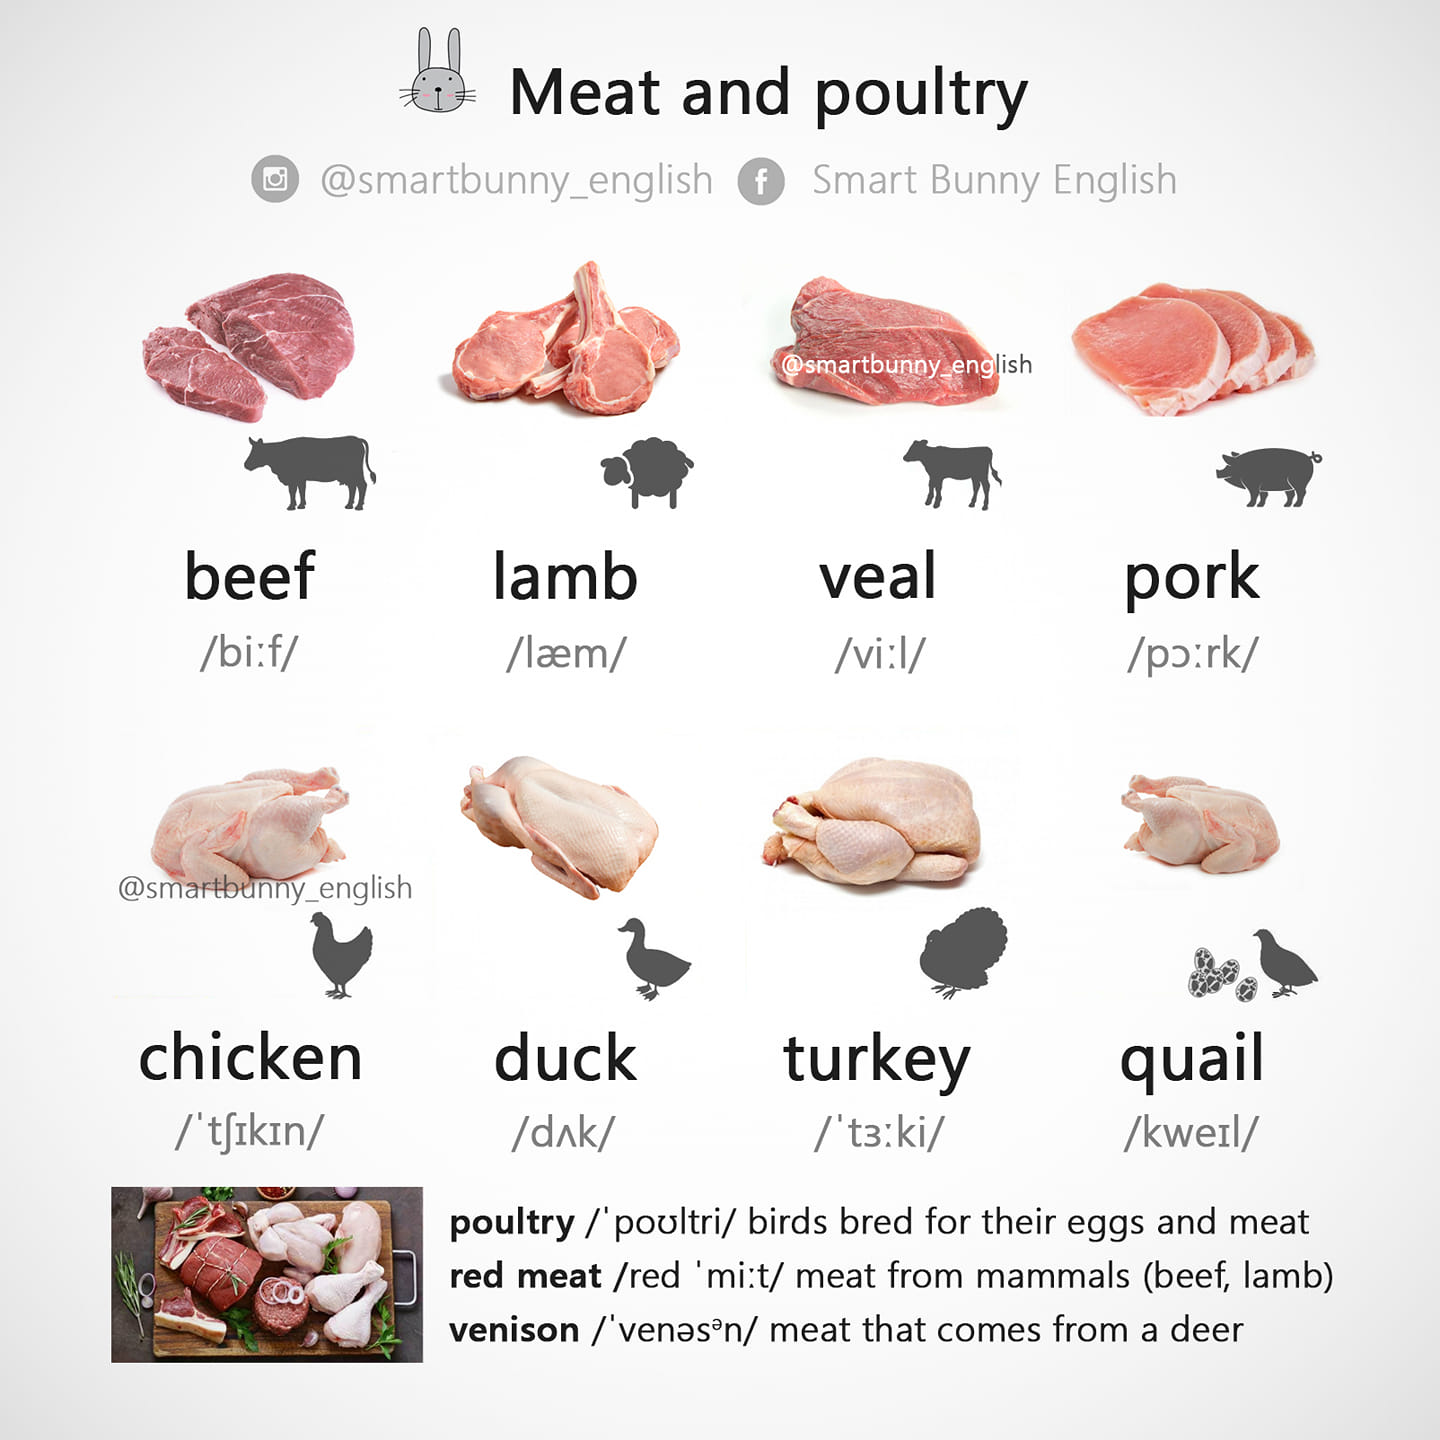 Meat and poultry
@smartbunny_english Smart Bunny English
@smartbunny_english
beef lamb veal pork
/biːf/ /læm/ /viːl/ /pɔːrk/
@smartbunny_english
chicken duck turkey quail
/ˈtʃɪkɪn/ /dʌk/ /ˈtɜːki/ /kweɪl/
poultry /ˈpoʊltri/ birds bred for their eggs and meat
red meat /red ˈmiːt/ meat from mammals (beef, lamb)
venison /ˈvenəsᵊn/ meat that comes from a deer